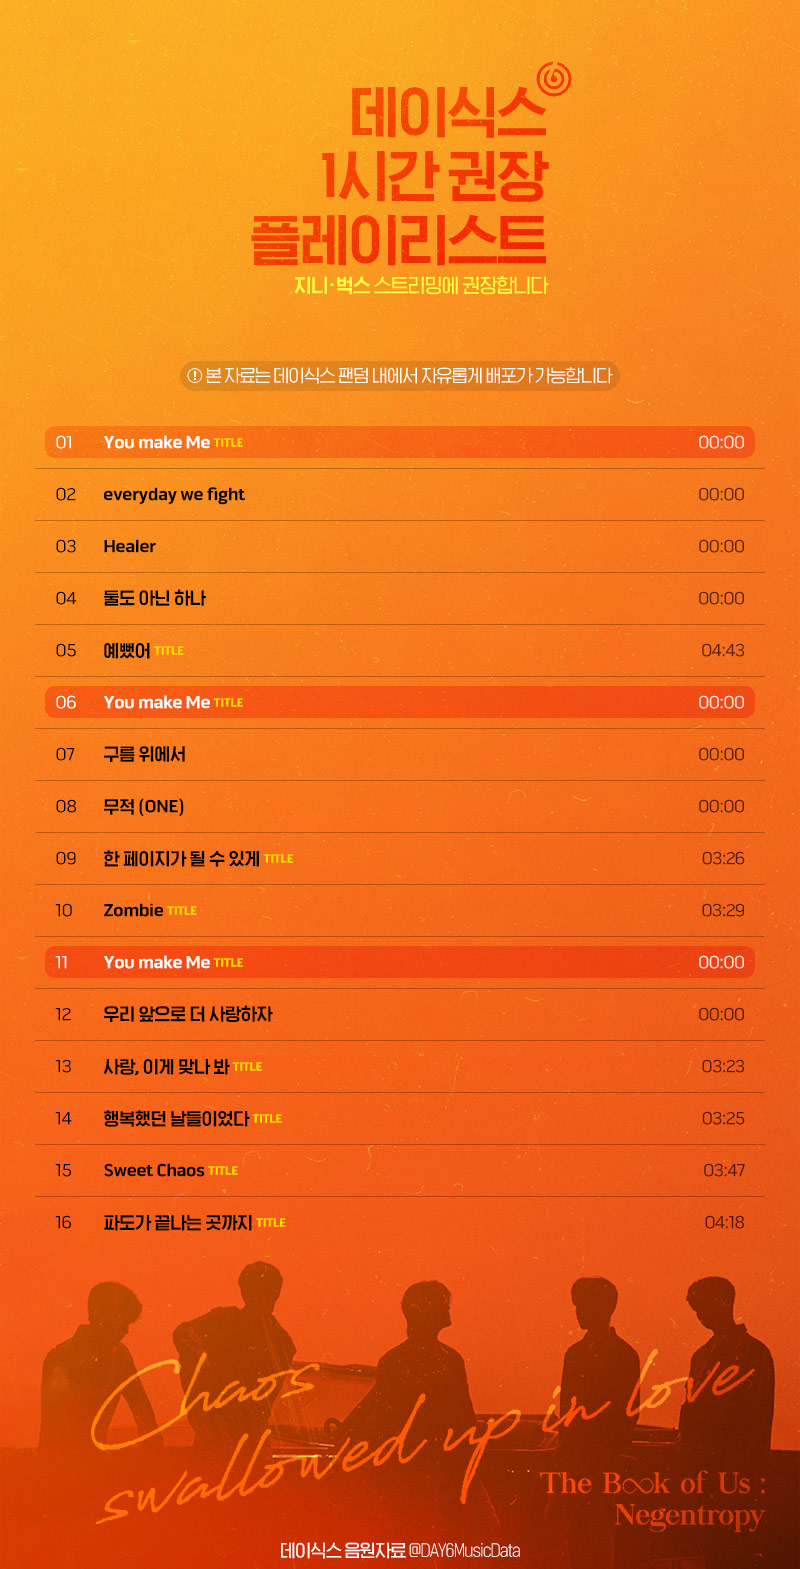 데이식스
1시간 권장
플레이리스트
지니·벅스 스트리밍에 권장합니다
! 본 자료는 데이식스 팬덤 내에서 자유롭게 배포가 가능합니다
01 You make Me TITLE 00:00
02 everyday we fight 00:00
03 Healer 00:00
04 둘도 아닌 하나 00:00
05 예뻤어 TITLE 04:43
06 You make Me TITLE 00:00
07 구름 위에서 00:00
08 무적 (ONE) 00:00
09 한 페이지가 될 수 있게 TITLE 03:26
10 Zombie TITLE 03:29
11 You make Me TITLE 00:00
12 우리 앞으로 더 사랑하자 00:00
13 사랑, 이게 맞나 봐 TITLE 03:23
14 행복했던 날들이었다 TITLE 03:25
15 Sweet Chaos TITLE 03:47
16 파도가 끝나는 곳까지 TITLE 04:18
Chaos
swallowed up in love
The Book of Us :
Negentropy
데이식스 음원자료 @DAY6MusicData